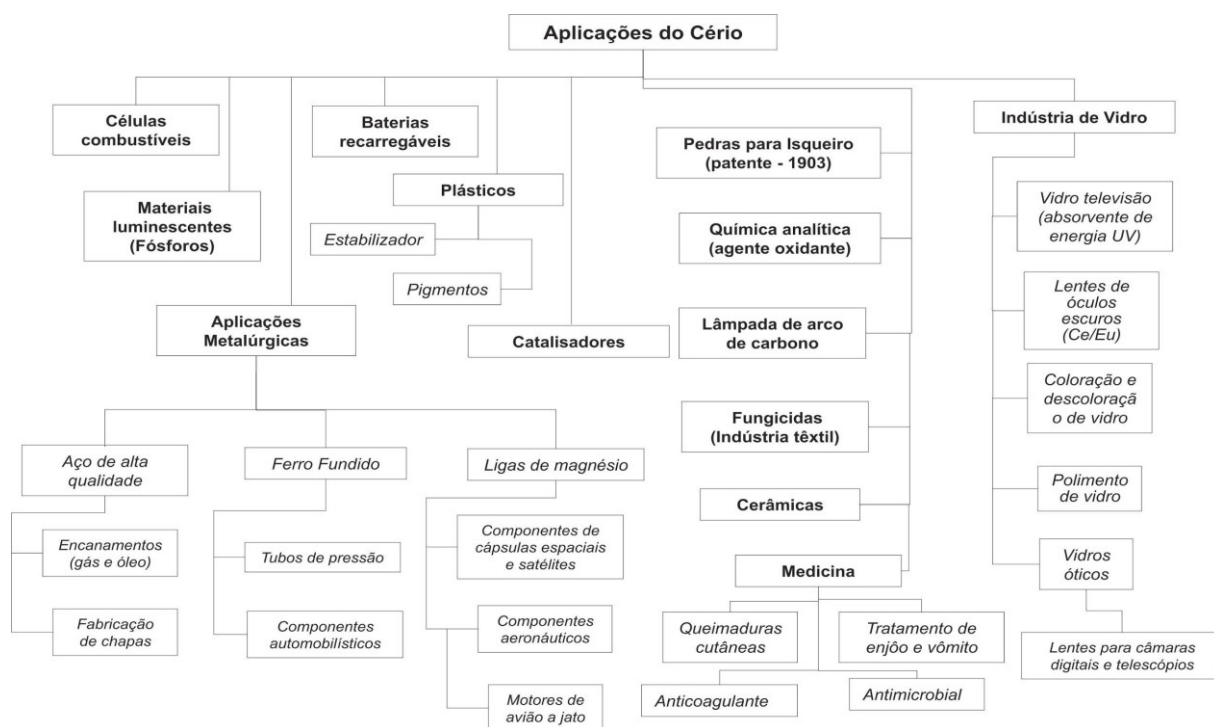 Aplicações do Cério
Células
combustíveis
Baterias
recarregáveis
Indústria de Vidro
Materiais
luminescentes
(Fósforos)
Plásticos
Estabilizador
Pigmentos
Pedras para Isqueiro
(patente - 1903)
Química analítica
(agente oxidante)
Vidro televisão
(absorvente de
energia UV)
Aplicações
Metalúrgicas
Catalisadores
Lâmpada de arco
de carbono
Lentes de
óculos escuros
(Ce/Eu)
Coloração e
descoloraçã
o de vidro
Fungicidas
(Indústria têxtil)
Aço de alta
qualidade
Ferro Fundido
Ligas de magnésio
Cerâmicas
Polimento
de vidro
Encanamentos
(gás e óleo)
Tubos de pressão
Componentes de
cápsulas espaciais
e satélites
Medicina
Vidros
óticos
Fabricação
de chapas
Componentes
automobilísticos
Componentes
aeronáuticos
Queimaduras
cutâneas
Tratamento de
enjôo e vômito
Lentes para câmaras
digitais e telescópios
Motores de
avião a jato
Anticoagulante
Antimicrobial